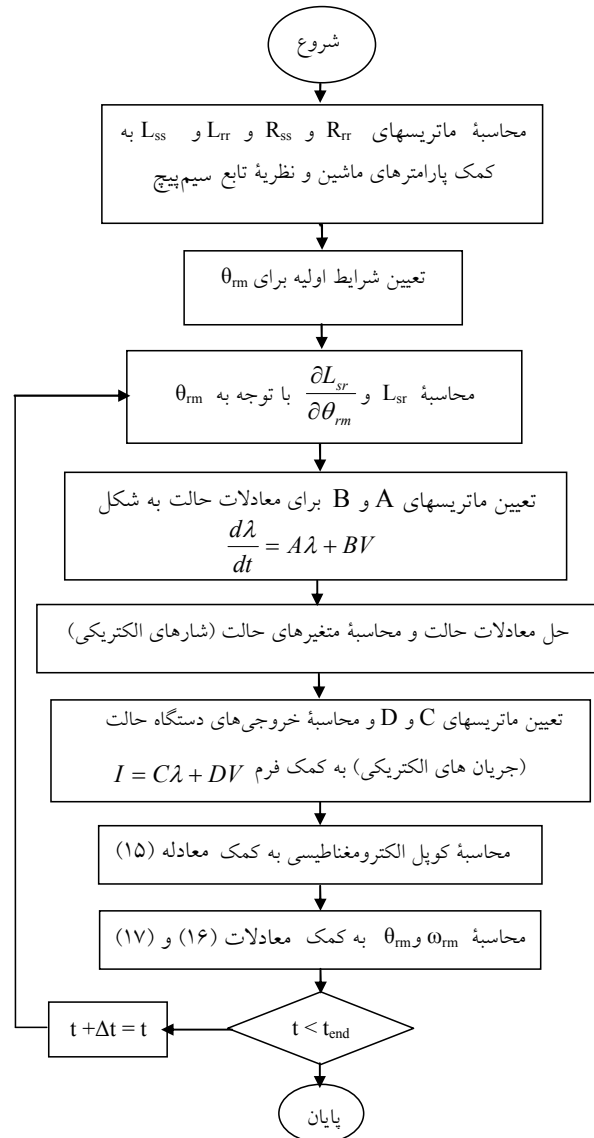 شروع
محاسبهٔ ماتریسهای Rrr و Rss و Lrr و Lss به
کمک پارامترهای ماشین و نظریهٔ تابع سیم‌پیچ
تعیین شرایط اولیه برای θrm
محاسبهٔ Lsr و ∂Lsr/∂θrm با توجه به θrm
تعیین ماتریسهای A و B برای معادلات حالت به شکل
dλ/dt = Aλ + BV
حل معادلات حالت و محاسبهٔ متغیرهای حالت (شارهای الکتریکی)
تعیین ماتریسهای C و D و محاسبهٔ خروجی‌های دستگاه حالت
(جریان های الکتریکی) به کمک فرم I = Cλ + DV
محاسبهٔ کوپل الکترومغناطیسی به کمک معادله (۱۵)
محاسبهٔ ωrm و θrm به کمک معادلات (۱۶) و (۱۷)
t < tend
t +Δt = t
پایان